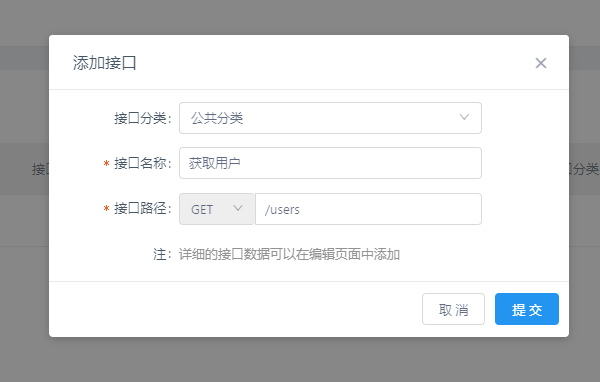 添加接口
接口分类:
公共分类
* 接口名称:
获取用户
* 接口路径:
GET
/users
注:
详细的接口数据可以在编辑页面中添加
取 消
提 交
接
分类